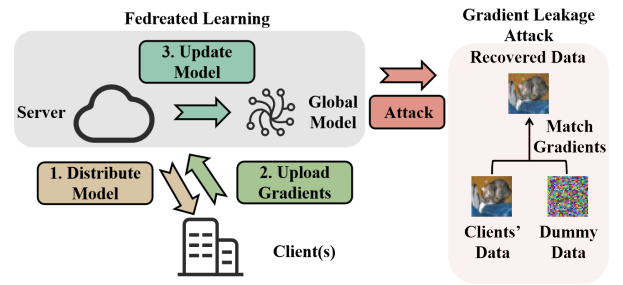 Fedreated Learning
3. Update
Model
Server
Global
Model
1. Distribute
Model
2. Upload
Gradients
Client(s)
Attack
Gradient Leakage
Attack
Recovered Data
Match
Gradients
Clients'
Data
Dummy
Data